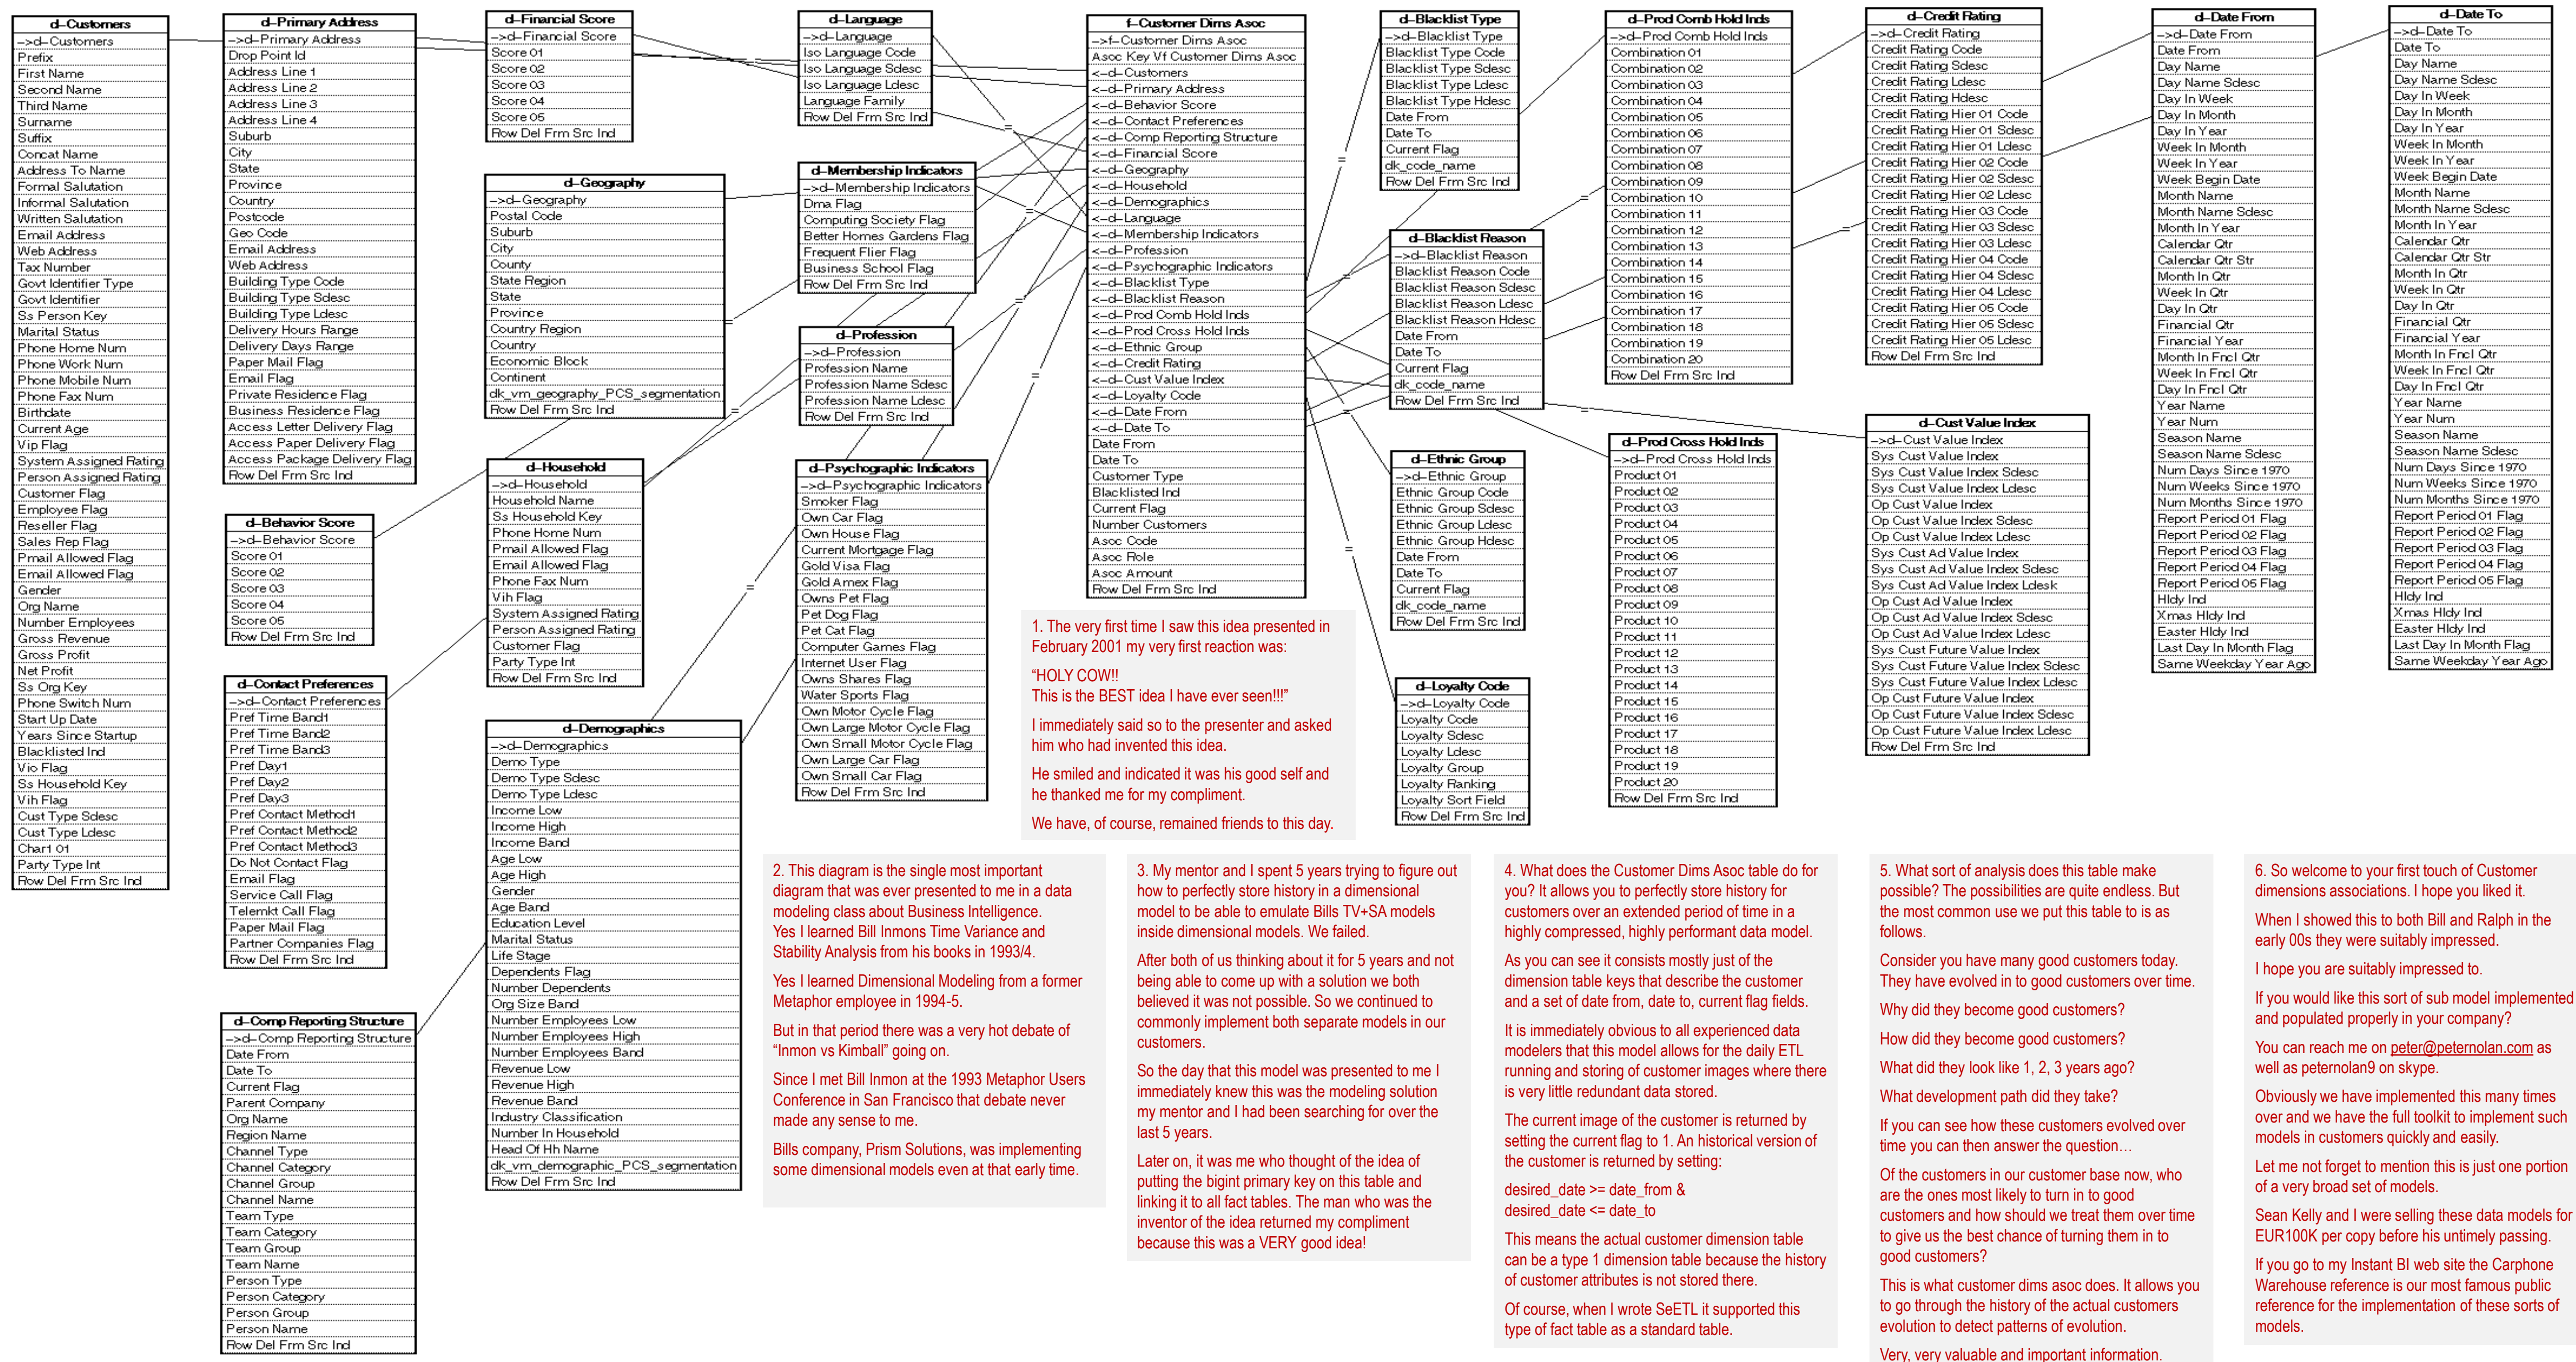 d–Customers
–>d–Customers
Prefix
First Name
Second Name
Third Name
Surname
Suffix
Concat Name
Address To Name
Formal Salutation
Informal Salutation
Written Salutation
Email Address
Web Address
Tax Number
Govt Identifier Type
Govt Identifier
Ss Person Key
Marital Status
Phone Home Num
Phone Work Num
Phone Mobile Num
Phone Fax Num
Birthdate
Current Age
Vip Flag
System Assigned Rating
Person Assigned Rating
Customer Flag
Employee Flag
Reseller Flag
Sales Rep Flag
Pmail Allowed Flag
Email Allowed Flag
Gender
Org Name
Number Employees
Gross Revenue
Gross Profit
Net Profit
Ss Org Key
Phone Switch Num
Start Up Date
Years Since Startup
Blacklisted Ind
Vio Flag
Ss Household Key
Vih Flag
Cust Type Sdesc
Cust Type Ldesc
Char1 01
Party Type Int
Row Del Frm Src Ind
d–Primary Address
–>d–Primary Address
Drop Point Id
Address Line 1
Address Line 2
Address Line 3
Address Line 4
Suburb
City
State
Province
Country
Postcode
Geo Code
Email Address
Web Address
Building Type Code
Building Type Sdesc
Building Type Ldesc
Delivery Hours Range
Delivery Days Range
Paper Mail Flag
Email Flag
Private Residence Flag
Business Residence Flag
Access Letter Delivery Flag
Access Paper Delivery Flag
Access Package Delivery Flag
Row Del Frm Src Ind
d–Behavior Score
–>d–Behavior Score
Score 01
Score 02
Score 03
Score 04
Score 05
Row Del Frm Src Ind
d–Contact Preferences
–>d–Contact Preferences
Pref Time Band1
Pref Time Band2
Pref Time Band3
Pref Day1
Pref Day2
Pref Day3
Pref Contact Method1
Pref Contact Method2
Pref Contact Method3
Do Not Contact Flag
Email Flag
Service Call Flag
Telemkt Call Flag
Paper Mail Flag
Partner Companies Flag
Row Del Frm Src Ind
d–Comp Reporting Structure
–>d–Comp Reporting Structure
Date From
Date To
Current Flag
Parent Company
Org Name
Region Name
Channel Type
Channel Category
Channel Group
Channel Name
Team Type
Team Category
Team Group
Team Name
Person Type
Person Category
Person Group
Person Name
Row Del Frm Src Ind
d–Financial Score
–>d–Financial Score
Score 01
Score 02
Score 03
Score 04
Score 05
Row Del Frm Src Ind
d–Geography
–>d–Geography
Postal Code
Suburb
City
County
State Region
State
Province
Country Region
Country
Economic Block
Continent
dk_vm_geography_PCS_segmentation
Row Del Frm Src Ind
d–Household
–>d–Household
Household Name
Ss Household Key
Phone Home Num
Pmail Allowed Flag
Email Allowed Flag
Phone Fax Num
Vih Flag
System Assigned Rating
Person Assigned Rating
Customer Flag
Party Type Int
Row Del Frm Src Ind
d–Demographics
–>d–Demographics
Demo Type
Demo Type Sdesc
Demo Type Ldesc
Income Low
Income High
Income Band
Age Low
Age High
Gender
Age Band
Education Level
Marital Status
Life Stage
Dependents Flag
Number Dependents
Org Size Band
Number Employees Low
Number Employees High
Number Employees Band
Revenue Low
Revenue High
Revenue Band
Industry Classification
Number In Household
Head Of Hh Name
dk_vm_demographic_PCS_segmentation
Row Del Frm Src Ind
d–Language
–>d–Language
Iso Language Code
Iso Language Sdesc
Iso Language Ldesc
Language Family
Row Del Frm Src Ind
d–Membership Indicators
–>d–Membership Indicators
Dma Flag
Computing Society Flag
Better Homes Gardens Flag
Frequent Flier Flag
Business School Flag
Row Del Frm Src Ind
d–Profession
–>d–Profession
Profession Name
Profession Name Sdesc
Profession Name Ldesc
Row Del Frm Src Ind
d–Psychographic Indicators
–>d–Psychographic Indicators
Smoker Flag
Own Car Flag
Own House Flag
Current Mortgage Flag
Gold Visa Flag
Gold Amex Flag
Owns Pet Flag
Pet Dog Flag
Pet Cat Flag
Computer Games Flag
Internet User Flag
Owns Shares Flag
Water Sports Flag
Own Motor Cycle Flag
Own Large Motor Cycle Flag
Own Small Motor Cycle Flag
Own Large Car Flag
Own Small Car Flag
Row Del Frm Src Ind
f–Customer Dims Asoc
–>f–Customer Dims Asoc
Asoc Key Vf Customer Dims Asoc
<–d–Customers
<–d–Primary Address
<–d–Behavior Score
<–d–Contact Preferences
<–d–Comp Reporting Structure
<–d–Financial Score
<–d–Geography
<–d–Household
<–d–Demographics
<–d–Language
<–d–Membership Indicators
<–d–Profession
<–d–Psychographic Indicators
<–d–Blacklist Type
<–d–Blacklist Reason
<–d–Prod Comb Hold Inds
<–d–Prod Cross Hold Inds
<–d–Ethnic Group
<–d–Credit Rating
<–d–Cust Value Index
<–d–Loyalty Code
<–d–Date From
<–d–Date To
Date From
Date To
Customer Type
Blacklisted Ind
Current Flag
Number Customers
Asoc Code
Asoc Role
Asoc Amount
Row Del Frm Src Ind
d–Blacklist Type
–>d–Blacklist Type
Blacklist Type Code
Blacklist Type Sdesc
Blacklist Type Ldesc
Blacklist Type Hdesc
Date From
Date To
Current Flag
dk_code_name
Row Del Frm Src Ind
d–Blacklist Reason
–>d–Blacklist Reason
Blacklist Reason Code
Blacklist Reason Sdesc
Blacklist Reason Ldesc
Blacklist Reason Hdesc
Date From
Date To
Current Flag
dk_code_name
Row Del Frm Src Ind
d–Ethnic Group
–>d–Ethnic Group
Ethnic Group Code
Ethnic Group Sdesc
Ethnic Group Ldesc
Ethnic Group Hdesc
Date From
Date To
Current Flag
dk_code_name
Row Del Frm Src Ind
d–Loyalty Code
–>d–Loyalty Code
Loyalty Code
Loyalty Sdesc
Loyalty Ldesc
Loyalty Group
Loyalty Ranking
Loyalty Sort Field
Row Del Frm Src Ind
d–Prod Comb Hold Inds
–>d–Prod Comb Hold Inds
Combination 01
Combination 02
Combination 03
Combination 04
Combination 05
Combination 06
Combination 07
Combination 08
Combination 09
Combination 10
Combination 11
Combination 12
Combination 13
Combination 14
Combination 15
Combination 16
Combination 17
Combination 18
Combination 19
Combination 20
Row Del Frm Src Ind
d–Prod Cross Hold Inds
–>d–Prod Cross Hold Inds
Product 01
Product 02
Product 03
Product 04
Product 05
Product 06
Product 07
Product 08
Product 09
Product 10
Product 11
Product 12
Product 13
Product 14
Product 15
Product 16
Product 17
Product 18
Product 19
Product 20
Row Del Frm Src Ind
d–Credit Rating
–>d–Credit Rating
Credit Rating Code
Credit Rating Sdesc
Credit Rating Ldesc
Credit Rating Hdesc
Credit Rating Hier 01 Code
Credit Rating Hier 01 Sdesc
Credit Rating Hier 01 Ldesc
Credit Rating Hier 02 Code
Credit Rating Hier 02 Sdesc
Credit Rating Hier 02 Ldesc
Credit Rating Hier 03 Code
Credit Rating Hier 03 Sdesc
Credit Rating Hier 03 Ldesc
Credit Rating Hier 04 Code
Credit Rating Hier 04 Sdesc
Credit Rating Hier 04 Ldesc
Credit Rating Hier 05 Code
Credit Rating Hier 05 Sdesc
Credit Rating Hier 05 Ldesc
Row Del Frm Src Ind
d–Cust Value Index
–>d–Cust Value Index
Sys Cust Value Index
Sys Cust Value Index Sdesc
Sys Cust Value Index Ldesc
Op Cust Value Index
Op Cust Value Index Sdesc
Op Cust Value Index Ldesc
Sys Cust Ad Value Index
Sys Cust Ad Value Index Sdesc
Sys Cust Ad Value Index Ldesk
Op Cust Ad Value Index
Op Cust Ad Value Index Sdesc
Op Cust Ad Value Index Ldesc
Sys Cust Future Value Index
Sys Cust Future Value Index Sdesc
Sys Cust Future Value Index Ldesc
Op Cust Future Value Index
Op Cust Future Value Index Sdesc
Op Cust Future Value Index Ldesc
Row Del Frm Src Ind
d–Date From
–>d–Date From
Date From
Day Name
Day Name Sdesc
Day In Week
Day In Month
Day In Year
Week In Month
Week In Year
Week Begin Date
Month Name
Month Name Sdesc
Month In Year
Calendar Qtr
Calendar Qtr Str
Month In Qtr
Week In Qtr
Day In Qtr
Financial Qtr
Financial Year
Month In Fncl Qtr
Week In Fncl Qtr
Day In Fncl Qtr
Year Name
Year Num
Season Name
Season Name Sdesc
Num Days Since 1970
Num Weeks Since 1970
Num Months Since 1970
Report Period 01 Flag
Report Period 02 Flag
Report Period 03 Flag
Report Period 04 Flag
Report Period 05 Flag
Hldy Ind
Xmas Hldy Ind
Easter Hldy Ind
Last Day In Month Flag
Same Weekday Year Ago
d–Date To
–>d–Date To
Date To
Day Name
Day Name Sdesc
Day In Week
Day In Month
Day In Year
Week In Month
Week In Year
Week Begin Date
Month Name
Month Name Sdesc
Month In Year
Calendar Qtr
Calendar Qtr Str
Month In Qtr
Week In Qtr
Day In Qtr
Financial Qtr
Financial Year
Month In Fncl Qtr
Week In Fncl Qtr
Day In Fncl Qtr
Year Name
Year Num
Season Name
Season Name Sdesc
Num Days Since 1970
Num Weeks Since 1970
Num Months Since 1970
Report Period 01 Flag
Report Period 02 Flag
Report Period 03 Flag
Report Period 04 Flag
Report Period 05 Flag
Hldy Ind
Xmas Hldy Ind
Easter Hldy Ind
Last Day In Month Flag
Same Weekday Year Ago
1. The very first time I saw this idea presented in
February 2001 my very first reaction was:
“HOLY COW!!
This is the BEST idea I have ever seen!!!”
I immediately said so to the presenter and asked
him who had invented this idea.
He smiled and indicated it was his good self and
he thanked me for my compliment.
We have, of course, remained friends to this day.
2. This diagram is the single most important
diagram that was ever presented to me in a data
modeling class about Business Intelligence.
Yes I learned Bill Inmons Time Variance and
Stability Analysis from his books in 1993/4.
Yes I learned Dimensional Modeling from a former
Metaphor employee in 1994-5.
But in that period there was a very hot debate of
“Inmon vs Kimball” going on.
Since I met Bill Inmon at the 1993 Metaphor Users
Conference in San Francisco that debate never
made any sense to me.
Bills company, Prism Solutions, was implementing
some dimensional models even at that early time.
3. My mentor and I spent 5 years trying to figure out
how to perfectly store history in a dimensional
model to be able to emulate Bills TV+SA models
inside dimensional models. We failed.
After both of us thinking about it for 5 years and not
being able to come up with a solution we both
believed it was not possible. So we continued to
commonly implement both separate models in our
customers.
So the day that this model was presented to me I
immediately knew this was the modeling solution
my mentor and I had been searching for over the
last 5 years.
Later on, it was me who thought of the idea of
putting the bigint primary key on this table and
linking it to all fact tables. The man who was the
inventor of the idea returned my compliment
because this was a VERY good idea!
4. What does the Customer Dims Asoc table do for
you? It allows you to perfectly store history for
customers over an extended period of time in a
highly compressed, highly performant data model.
As you can see it consists mostly just of the
dimension table keys that describe the customer
and a set of date from, date to, current flag fields.
It is immediately obvious to all experienced data
modelers that this model allows for the daily ETL
running and storing of customer images where there
is very little redundant data stored.
The current image of the customer is returned by
setting the current flag to 1. An historical version of
the customer is returned by setting:
desired_date >= date_from &
desired_date <= date_to
This means the actual customer dimension table
can be a type 1 dimension table because the history
of customer attributes is not stored there.
Of course, when I wrote SeETL it supported this
type of fact table as a standard table.
5. What sort of analysis does this table make
possible? The possibilities are quite endless. But
the most common use we put this table to is as
follows.
Consider you have many good customers today.
They have evolved in to good customers over time.
Why did they become good customers?
How did they become good customers?
What did they look like 1, 2, 3 years ago?
What development path did they take?
If you can see how these customers evolved over
time you can then answer the question…
Of the customers in our customer base now, who
are the ones most likely to turn in to good
customers and how should we treat them over time
to give us the best chance of turning them in to
good customers?
This is what customer dims asoc does. It allows you
to go through the history of the actual customers
evolution to detect patterns of evolution.
Very, very valuable and important information.
6. So welcome to your first touch of Customer
dimensions associations. I hope you liked it.
When I showed this to both Bill and Ralph in the
early 00s they were suitably impressed.
I hope you are suitably impressed to.
If you would like this sort of sub model implemented
and populated properly in your company?
You can reach me on peter@peternolan.com as
well as peternolan9 on skype.
Obviously we have implemented this many times
over and we have the full toolkit to implement such
models in customers quickly and easily.
Let me not forget to mention this is just one portion
of a very broad set of models.
Sean Kelly and I were selling these data models for
EUR100K per copy before his untimely passing.
If you go to my Instant BI web site the Carphone
Warehouse reference is our most famous public
reference for the implementation of these sorts of
models.